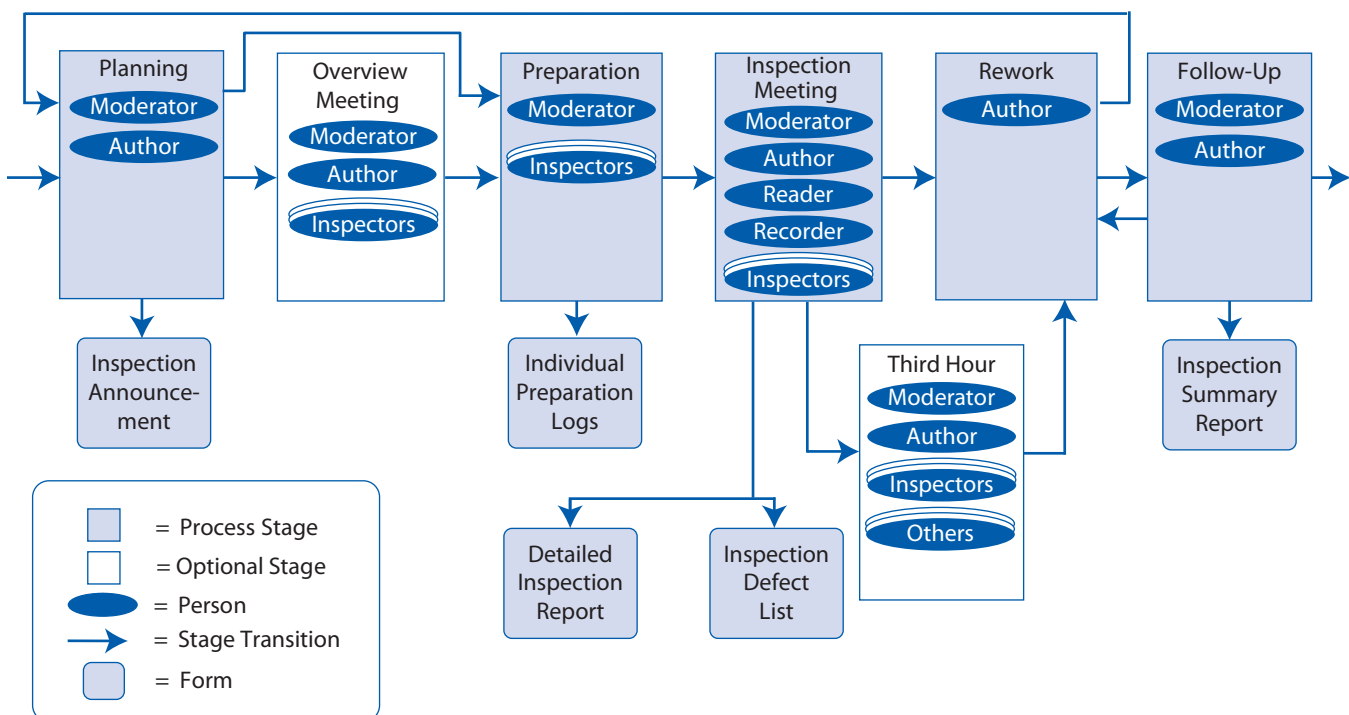 Planning
Moderator
Author
Overview
Meeting
Moderator
Author
Inspectors
Preparation
Moderator
Inspectors
Inspection
Meeting
Moderator
Author
Reader
Recorder
Inspectors
Rework
Author
Follow-Up
Moderator
Author
Inspection
Announce-
ment
Individual
Preparation
Logs
Third Hour
Moderator
Author
Inspectors
Others
Inspection
Summary
Report
Detailed
Inspection
Report
Inspection
Defect
List
= Process Stage
= Optional Stage
= Person
= Stage Transition
= Form